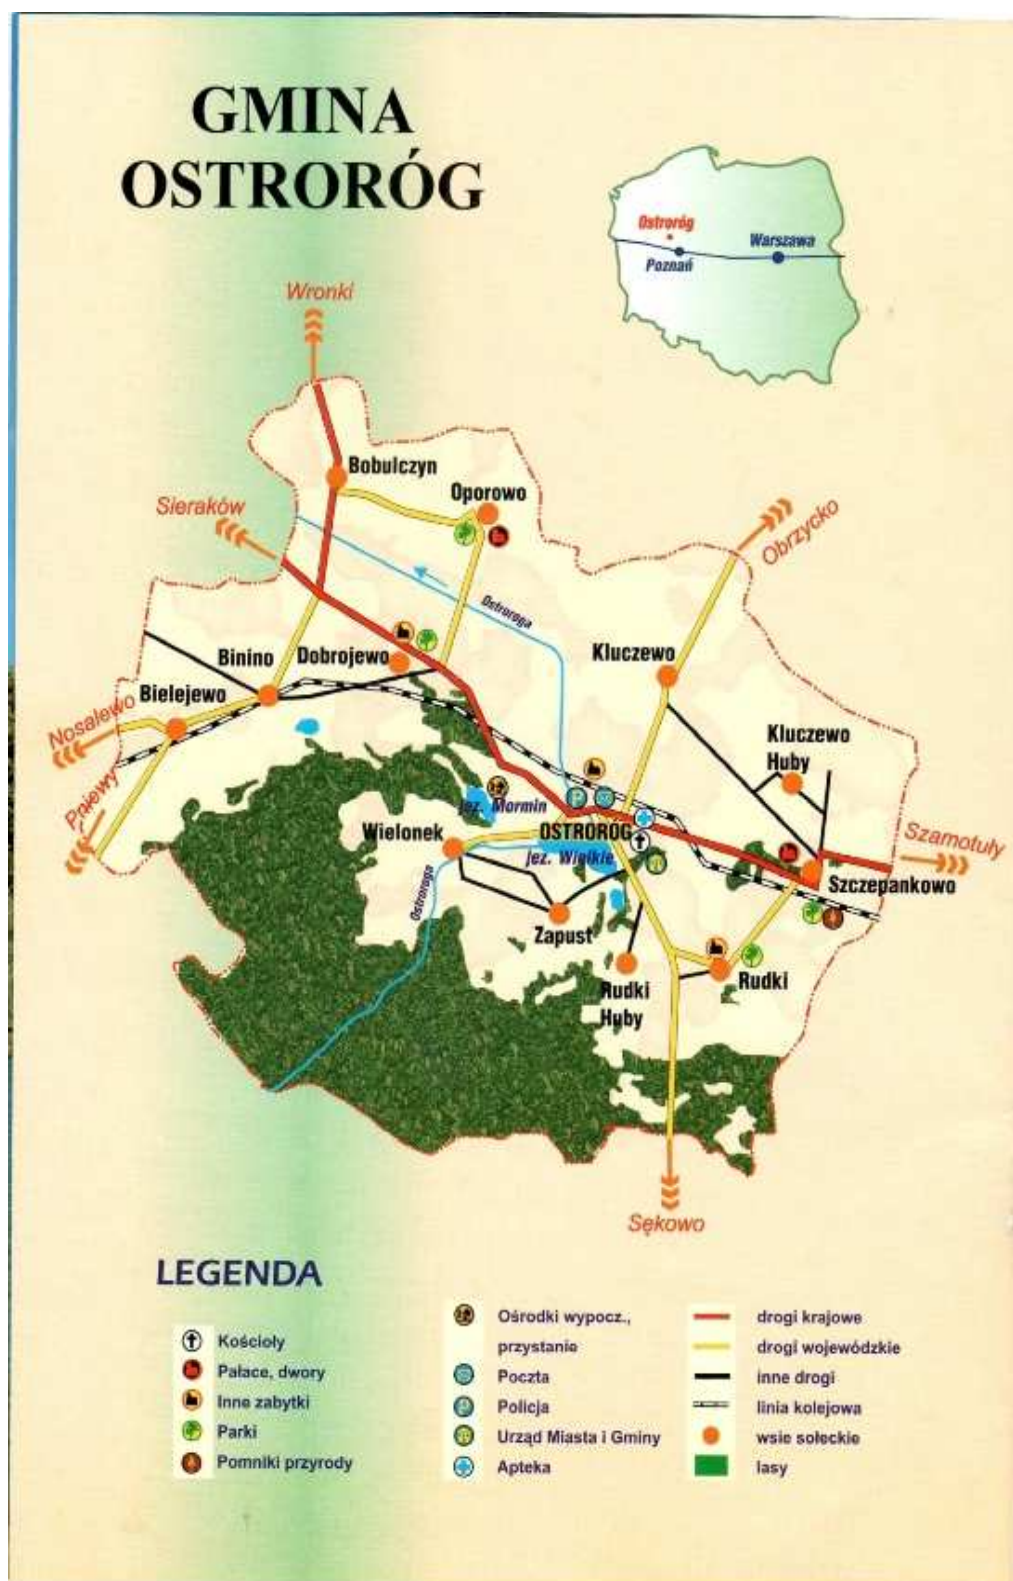 GMINA
OSTRORÓG
Ostroróg
Warszawa
Poznań
Wronki
Bobulczyn
Oporowo
Sieraków
Obrzycko
Ostroroga
Kluczewo
Binino
Dobrojewo
Bielejewo
Nosalewo
Kluczewo
Huby
Pniewy
jez. Mormin
Wielonek
OSTRORÓG
Szamotuły
jez. Wielkie
Szczepankowo
Ostroroga
Zapust
Rudki
Rudki
Huby
Sękowo
LEGENDA
Kościoły
Pałace, dwory
Inne zabytki
Parki
Pomniki przyrody
Ośrodki wypocz.,
przystanie
Poczta
Policja
Urząd Miasta i Gminy
Apteka
drogi krajowe
drogi wojewódzkie
inne drogi
linia kolejowa
wsie sołeckie
lasy